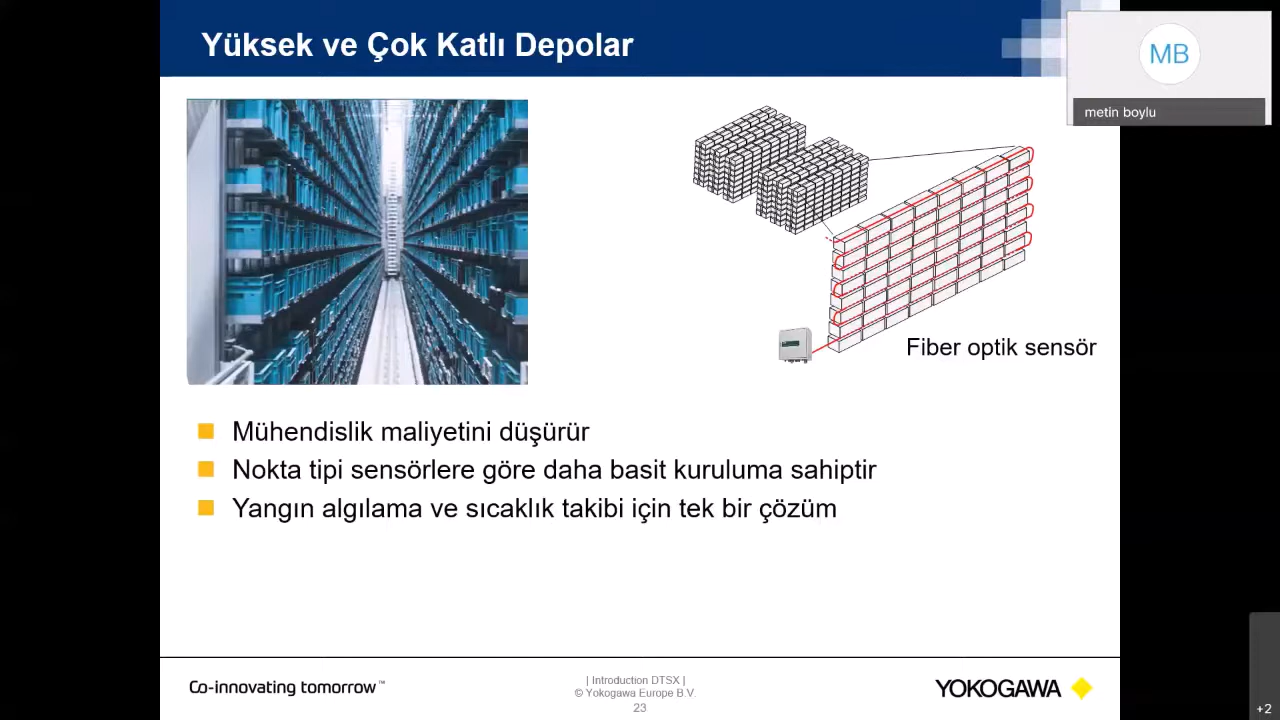 Yüksek ve Çok Katlı Depolar
MB
metin boylu
Fiber optik sensör
Mühendislik maliyetini düşürür
Nokta tipi sensörlere göre daha basit kuruluma sahiptir
Yangın algılama ve sıcaklık takibi için tek bir çözüm
Co-innovating tomorrow™
| Introduction DTSX |
© Yokogawa Europe B.V.
23
YOKOGAWA
+2